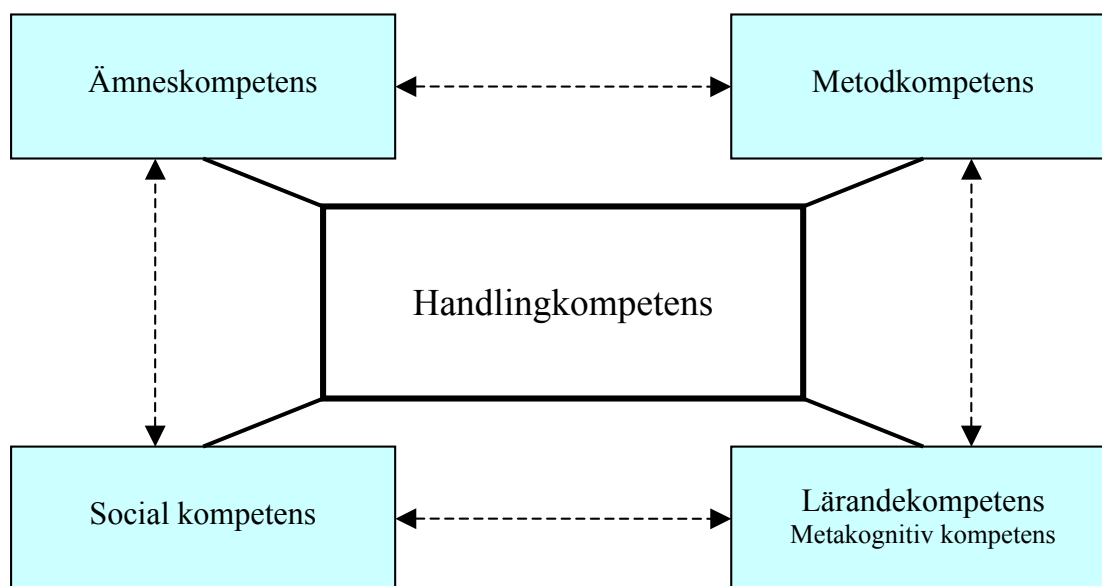 Ämneskompetens
Metodkompetens
Handlingkompetens
Social kompetens
Lärandekompetens
Metakognitiv kompetens